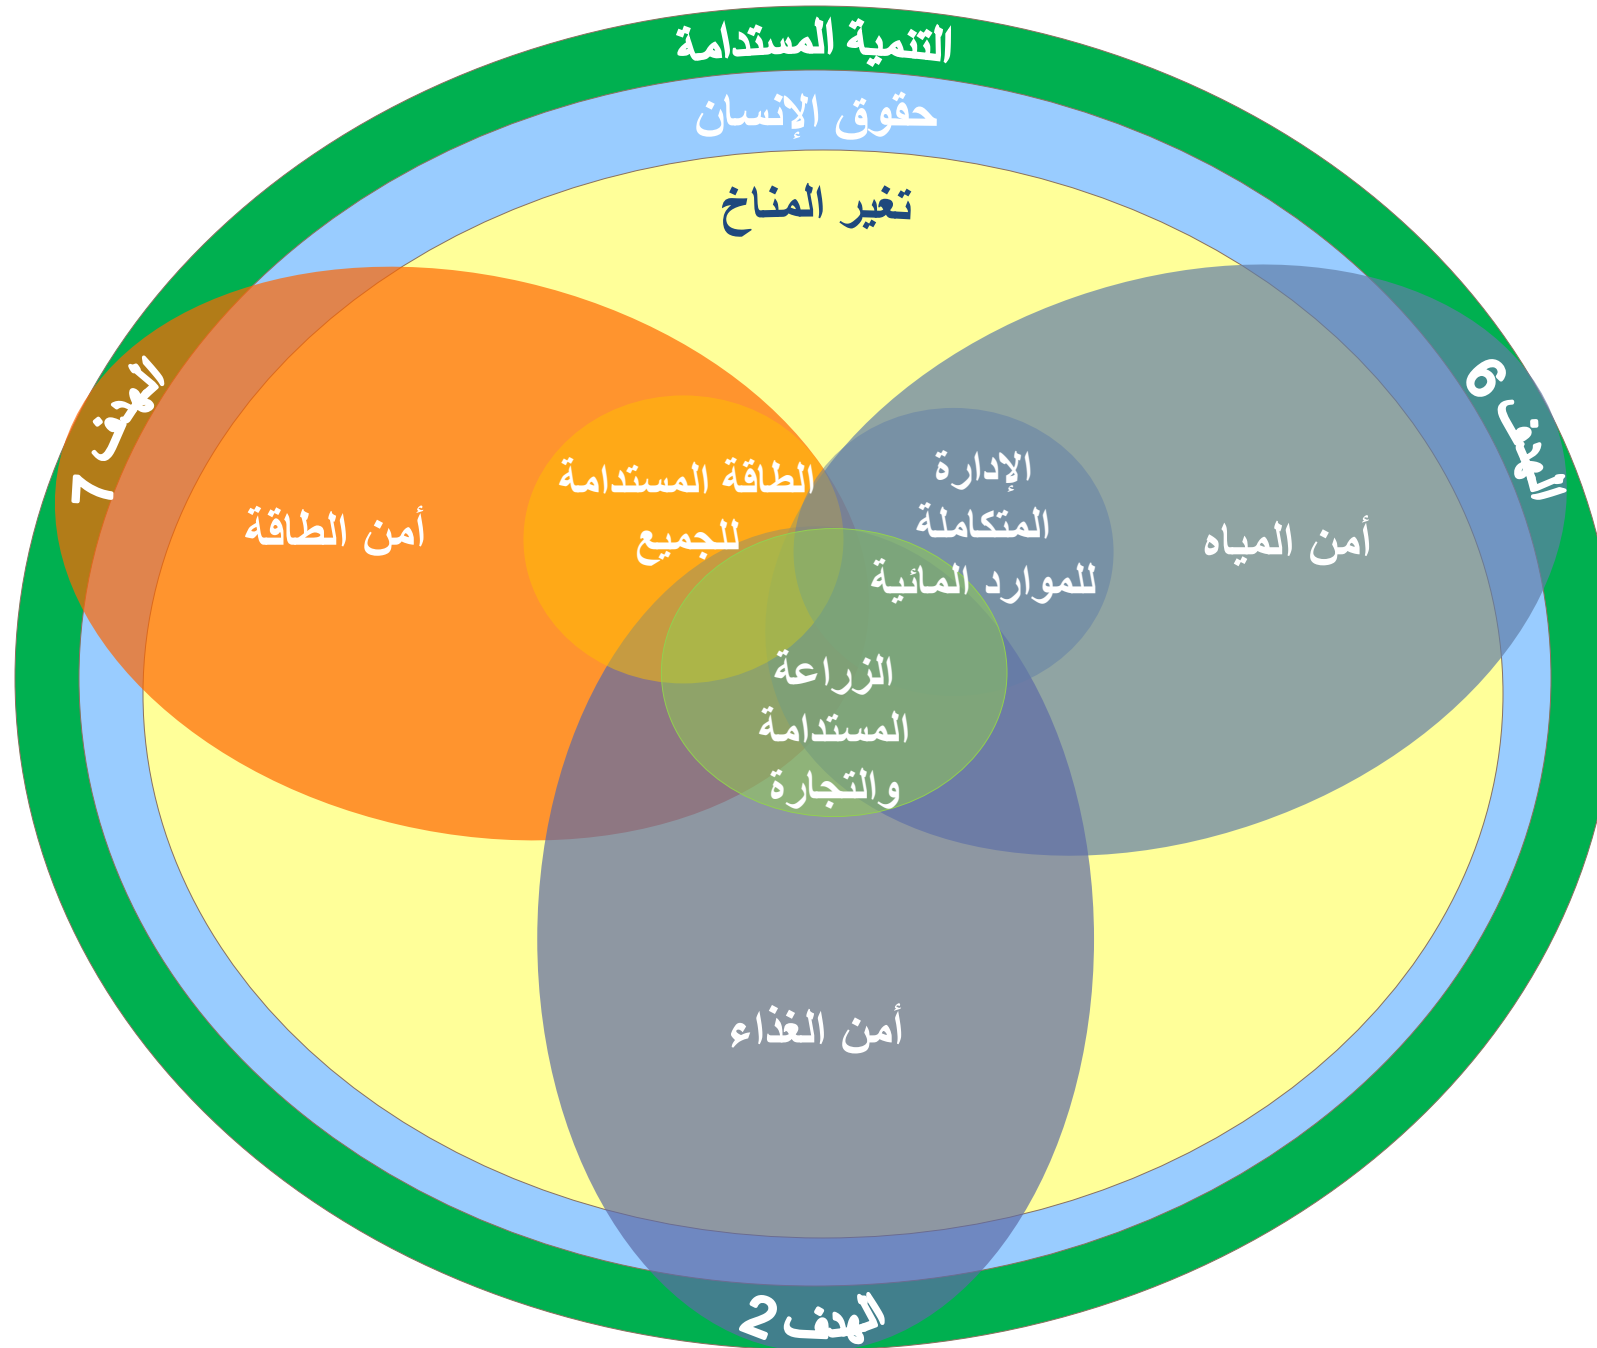 التنمية المستدامة
حقوق الإنسان
تغير المناخ
الهدف 6
الهدف 7
الإدارة
المتكاملة
للموارد المائية
الطاقة المستدامة
للجميع
أمن المياه
أمن الطاقة
الزراعة
المستدامة
والتجارة
أمن الغذاء
الهدف 2